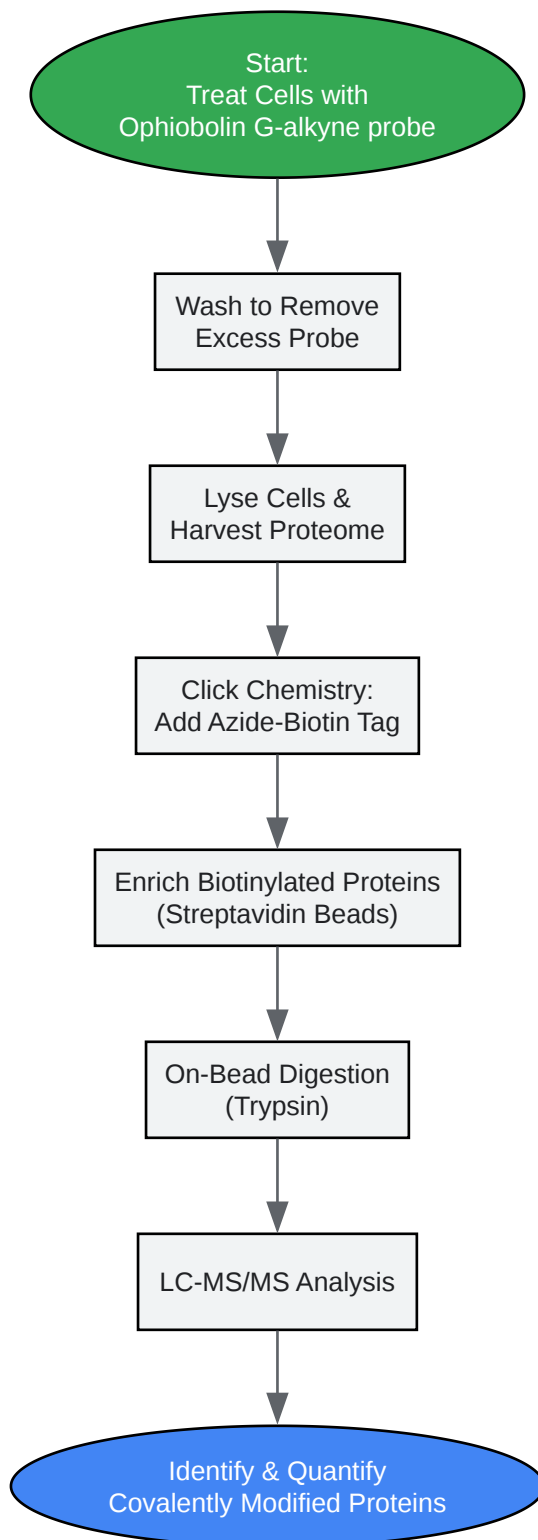 Start:
Treat Cells with
Ophiobolin G-alkyne probe
Wash to Remove
Excess Probe
Lyse Cells &
Harvest Proteome
Click Chemistry:
Add Azide-Biotin Tag
Enrich Biotinylated Proteins
(Streptavidin Beads)
On-Bead Digestion
(Trypsin)
LC-MS/MS Analysis
Identify & Quantify
Covalently Modified Proteins